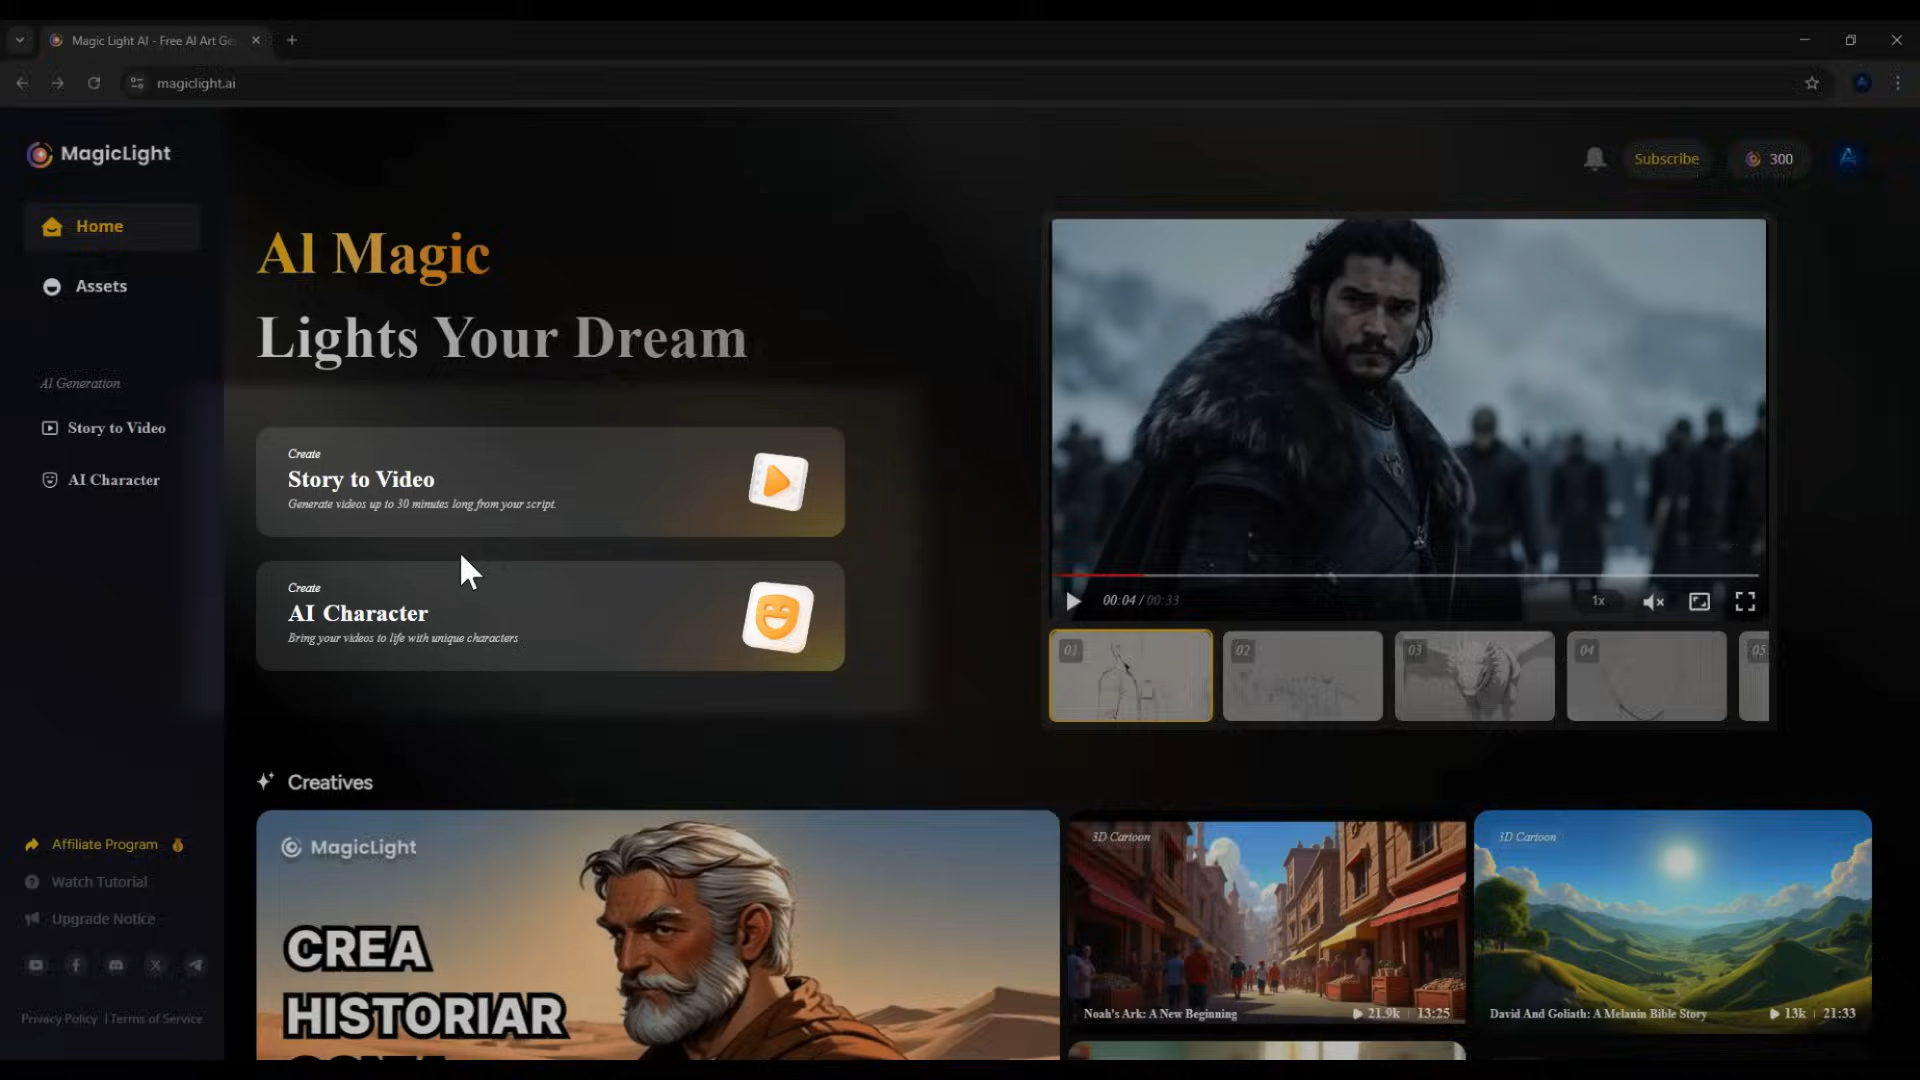 Magic Light AI - Free AI Art Ge
magiclight.ai
MagicLight
Subscribe
300
Home
Assets
AI Generation
Story to Video
AI Character
AI Magic
Lights Your Dream
Create
Story to Video
Generate videos up to 30 minutes long from your script.
Create
AI Character
Bring your videos to life with unique characters
00:04 / 00:33
1x
01
02
03
04
05
Creatives
MagicLight
CREA
HISTORIAR
3D Cartoon
Noah's Ark: A New Beginning
21.9k | 13:25
3D Cartoon
David And Goliath: A Melanin Bible Story
13k | 21:33
Affiliate Program
Watch Tutorial
Upgrade Notice
Privacy Policy | Terms of Service